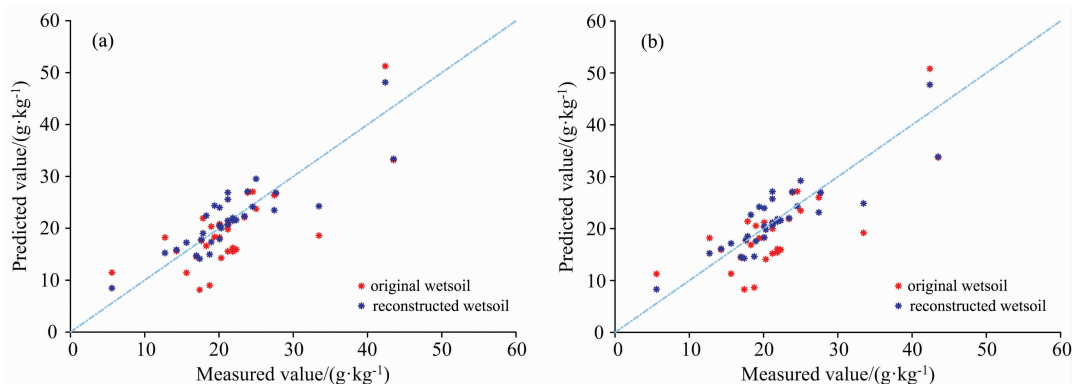 (a)
Predicted value/(g·kg⁻¹)
60
50
40
30
20
10
0
original wetsoil
reconstructed wetsoil
0 10 20 30 40 50 60
Measured value/(g·kg⁻¹)
(b)
Predicted value/(g·kg⁻¹)
60
50
40
30
20
10
0
original wetsoil
reconstructed wetsoil
0 10 20 30 40 50 60
Measured value/(g·kg⁻¹)